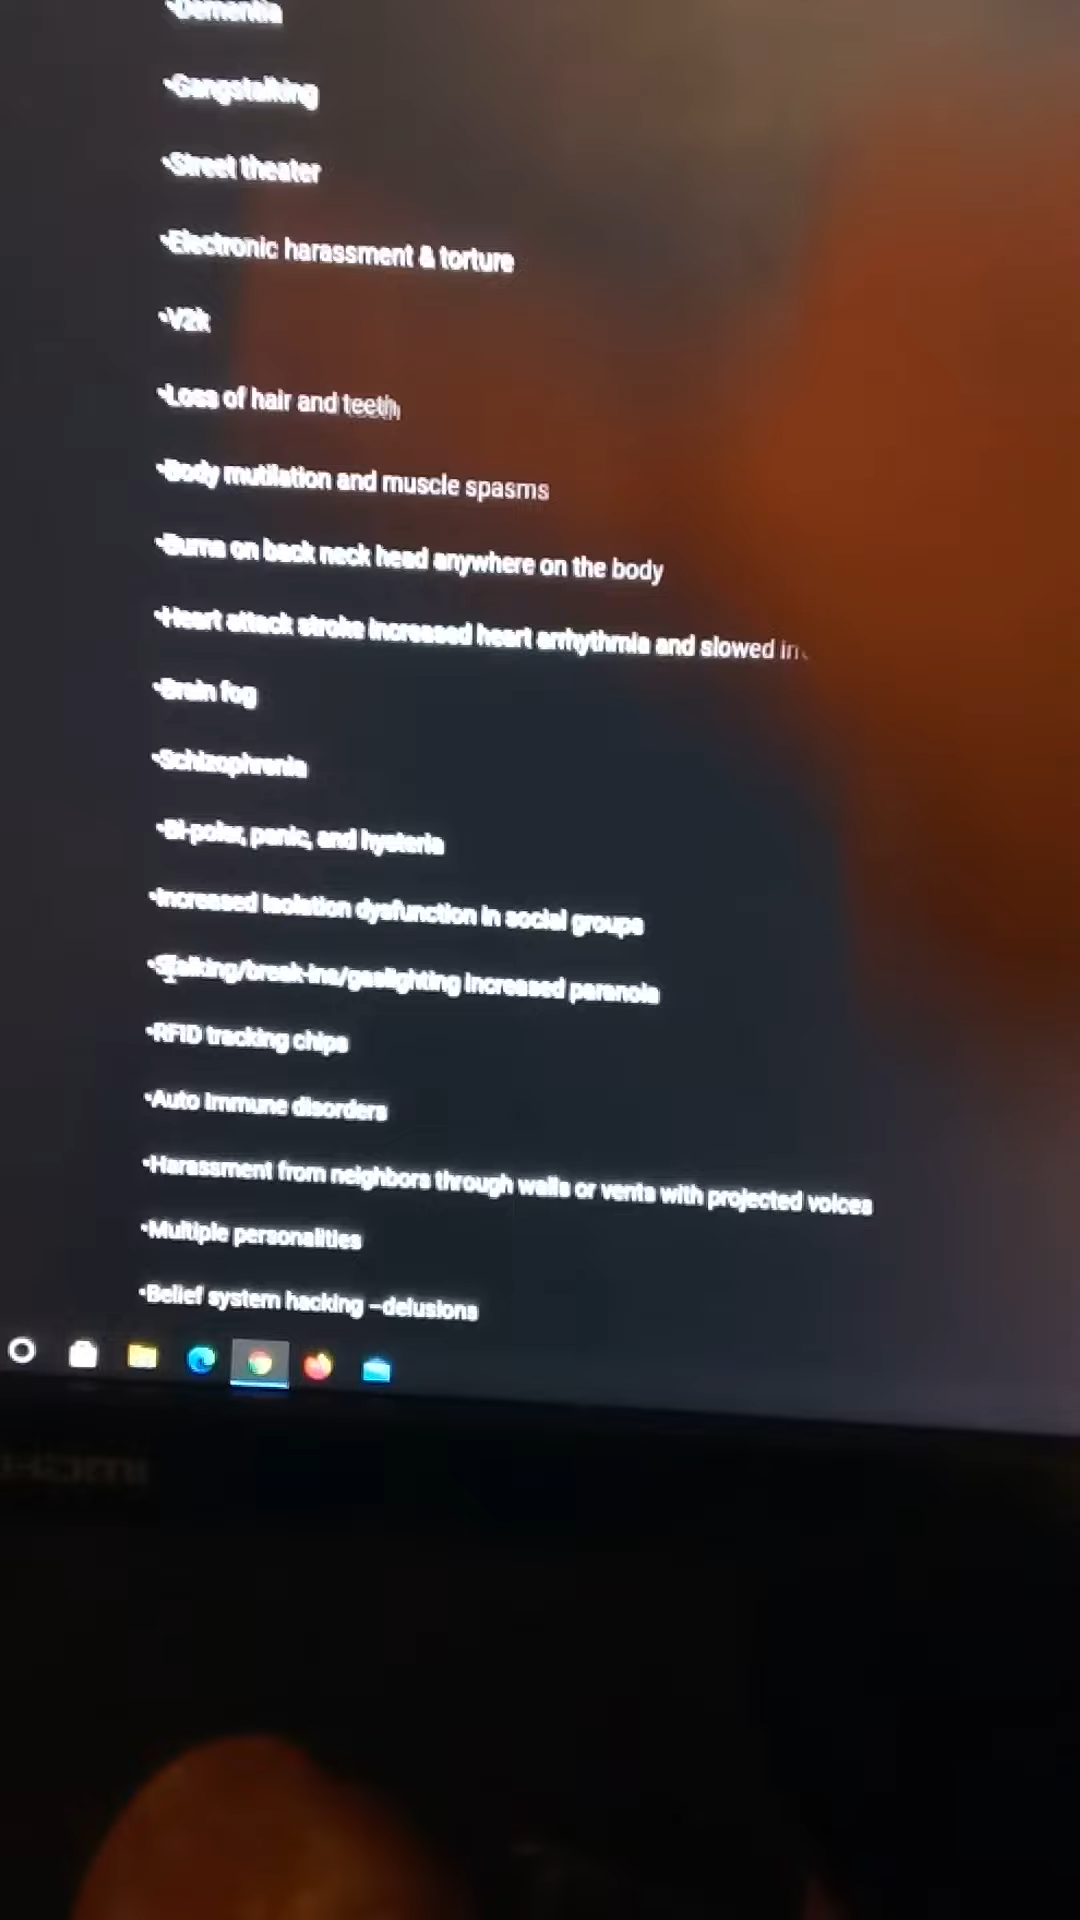 •Dementia
•Gangstalking
•Street theater
•Electronic harassment & torture
•V2k
•Loss of hair and teeth
•Body mutilation and muscle spasms
•Burns on back neck head anywhere on the body
•Heart attack stroke increased heart arrhythmia and slowed
•Brain fog
•Schizophrenia
•Bi-polar, panic, and hysteria
•Increased isolation dysfunction in social groups
•Stalking/break-ins/gaslighting increased paranoia
•RFID tracking chips
•Auto immune disorders
•Harassment from neighbors through walls or vents with projected voices
•Multiple personalities
•Belief system hacking –delusions